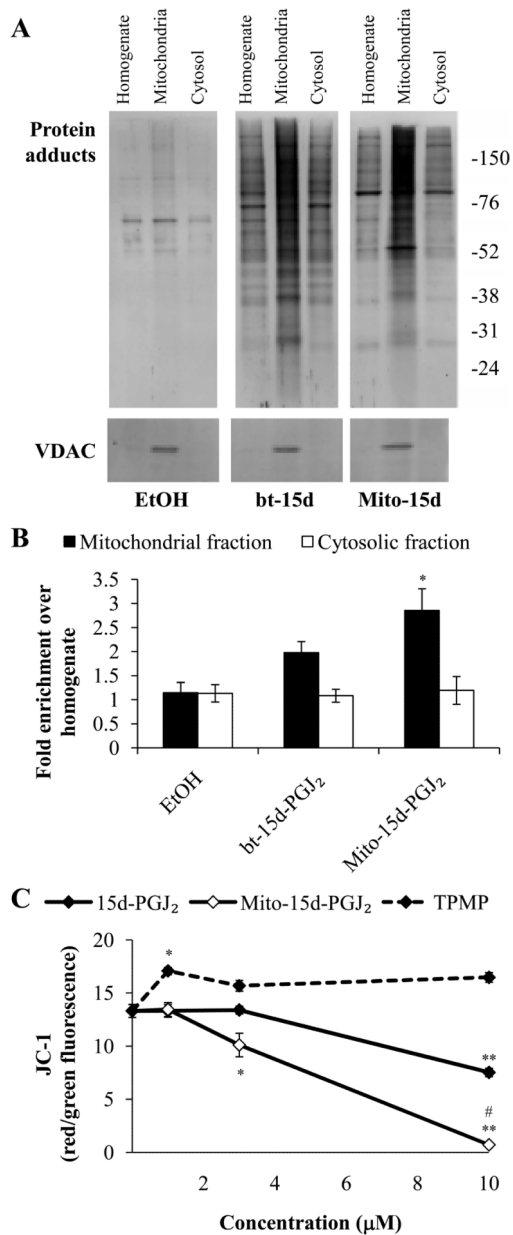 A
Homogenate
Mitochondria
Cytosol
Homogenate
Mitochondria
Cytosol
Homogenate
Mitochondria
Cytosol
Protein
adducts
-150
-76
-52
-38
-31
-24
VDAC
EtOH
bt-15d
Mito-15d
B
Mitochondrial fraction
Cytosolic fraction
Fold enrichment over
homogenate
3.5
3
2.5
2
1.5
1
0.5
0
*
EtOH
bt-15d-PGJ₂
Mito-15d-PGJ₂
C
15d-PGJ₂
Mito-15d-PGJ₂
TPMP
JC-1
(red/green fluorescence)
20
15
10
5
0
*
*
**
#
**
2
4
6
8
10
Concentration (μM)